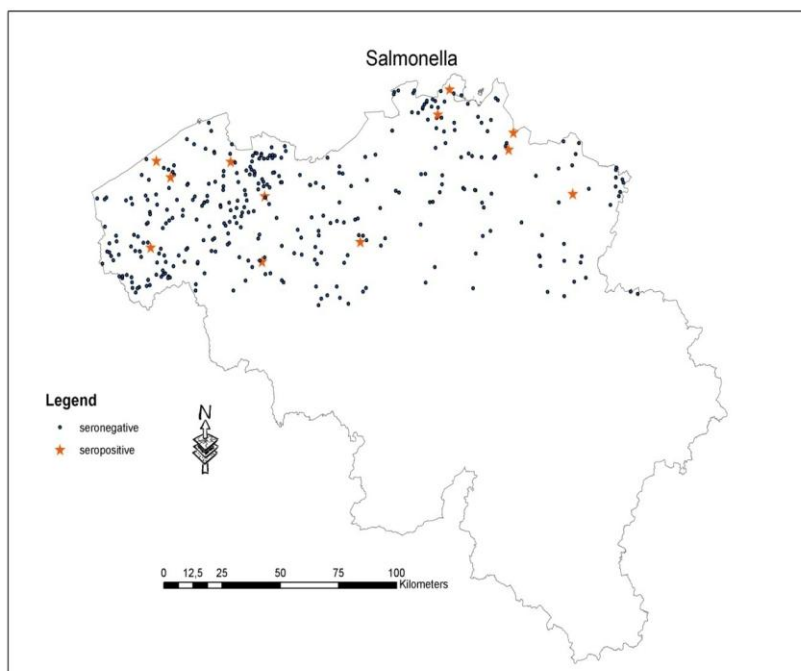 Salmonella
Legend
seronegative
seropositive
N
0 12,5 25 50 75 100
Kilometers